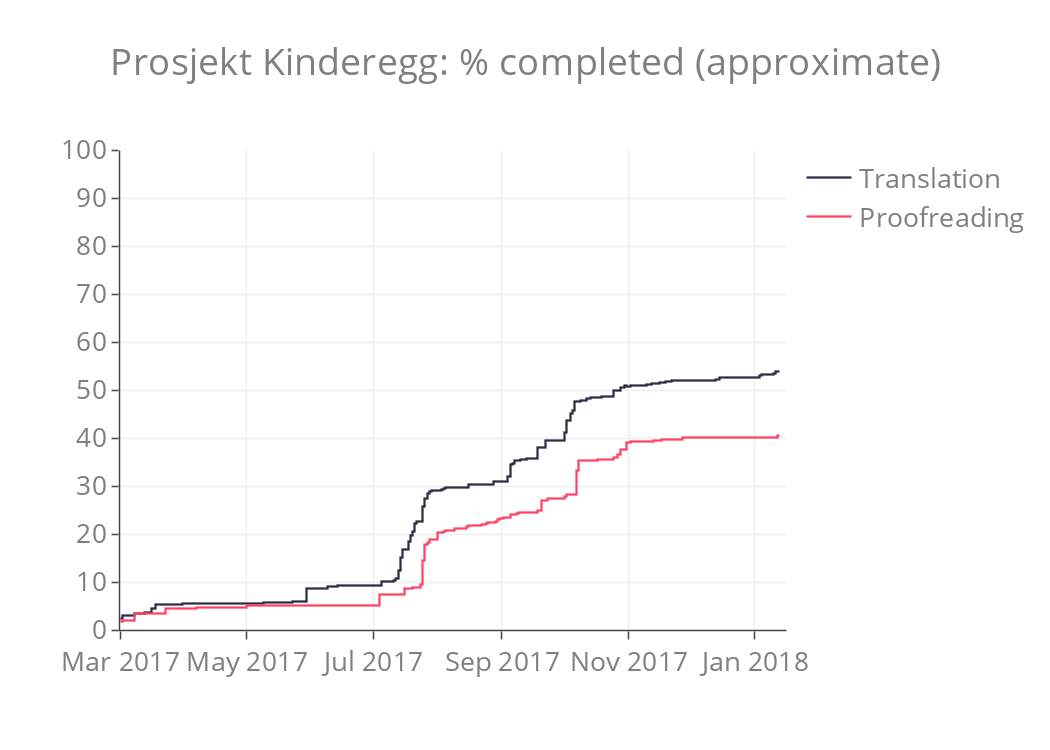 Prosjekt Kinderegg: % completed (approximate)
100
90
80
70
60
50
40
30
20
10
0
Mar 2017 May 2017 Jul 2017 Sep 2017 Nov 2017 Jan 2018
Translation
Proofreading